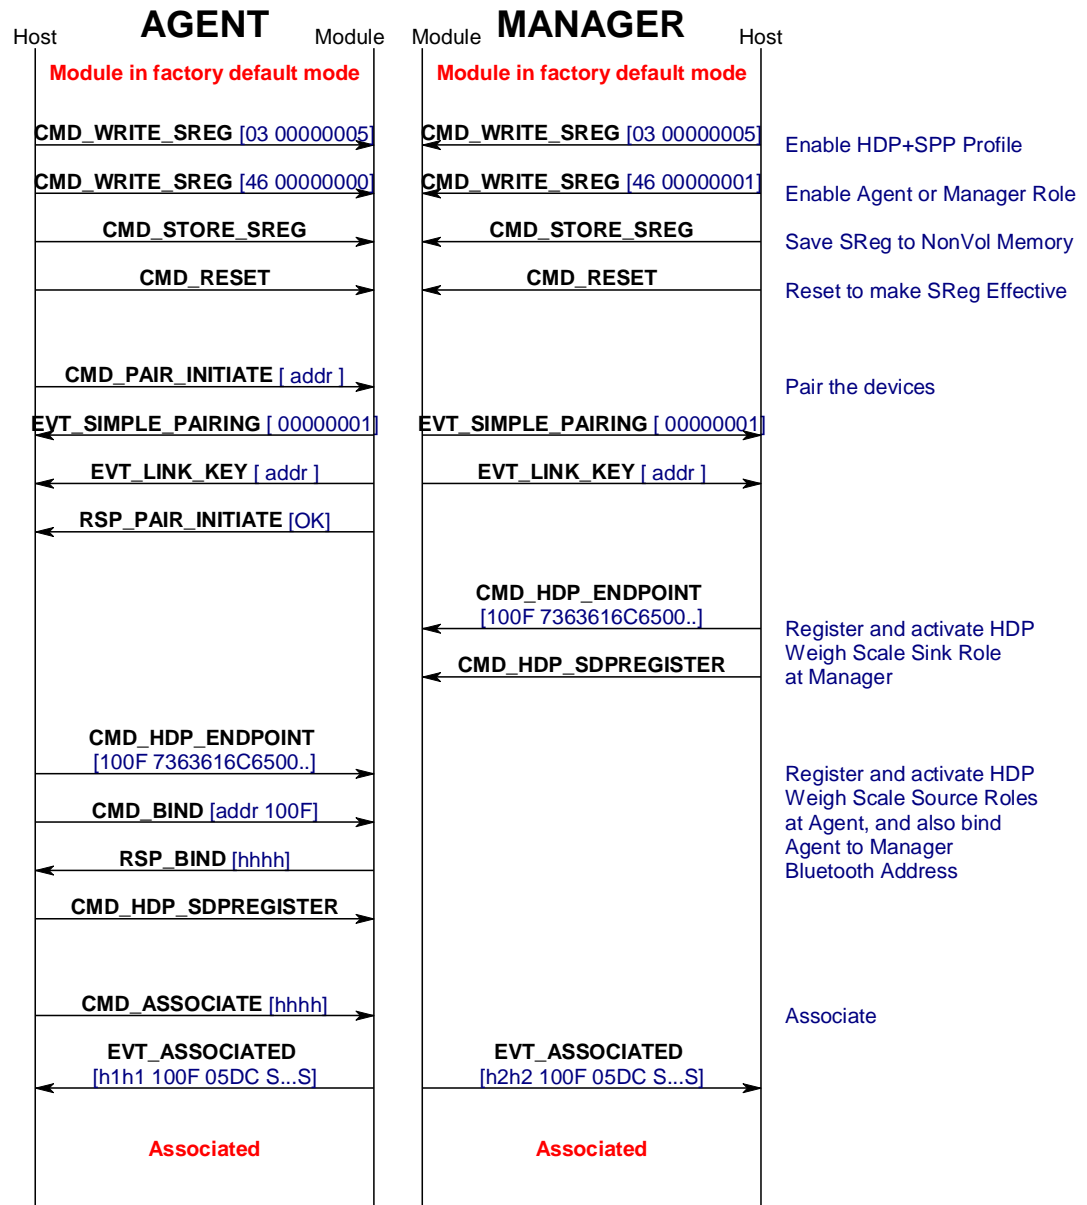 AGENT MANAGER
Host Module Module Host
Module in factory default mode Module in factory default mode
CMD_WRITE_SREG [03 00000005] CMD_WRITE_SREG [03 00000005] Enable HDP+SPP Profile
CMD_WRITE_SREG [46 00000000] CMD_WRITE_SREG [46 00000001] Enable Agent or Manager Role
CMD_STORE_SREG CMD_STORE_SREG Save SReg to NonVol Memory
CMD_RESET CMD_RESET Reset to make SReg Effective
CMD_PAIR_INITIATE [ addr ] Pair the devices
EVT_SIMPLE_PAIRING [ 00000001] EVT_SIMPLE_PAIRING [ 00000001]
EVT_LINK_KEY [ addr ] EVT_LINK_KEY [ addr ]
RSP_PAIR_INITIATE [OK]
CMD_HDP_ENDPOINT
[100F 7363616C6500..]
Register and activate HDP
Weigh Scale Sink Role
at Manager
CMD_HDP_SDPREGISTER
CMD_HDP_ENDPOINT
[100F 7363616C6500..]
Register and activate HDP
Weigh Scale Source Roles
at Agent, and also bind
Agent to Manager
Bluetooth Address
CMD_BIND [addr 100F]
RSP_BIND [hhhh]
CMD_HDP_SDPREGISTER
CMD_ASSOCIATE [hhhh] Associate
EVT_ASSOCIATED EVT_ASSOCIATED
[h1h1 100F 05DC S...S] [h2h2 100F 05DC S...S]
Associated Associated